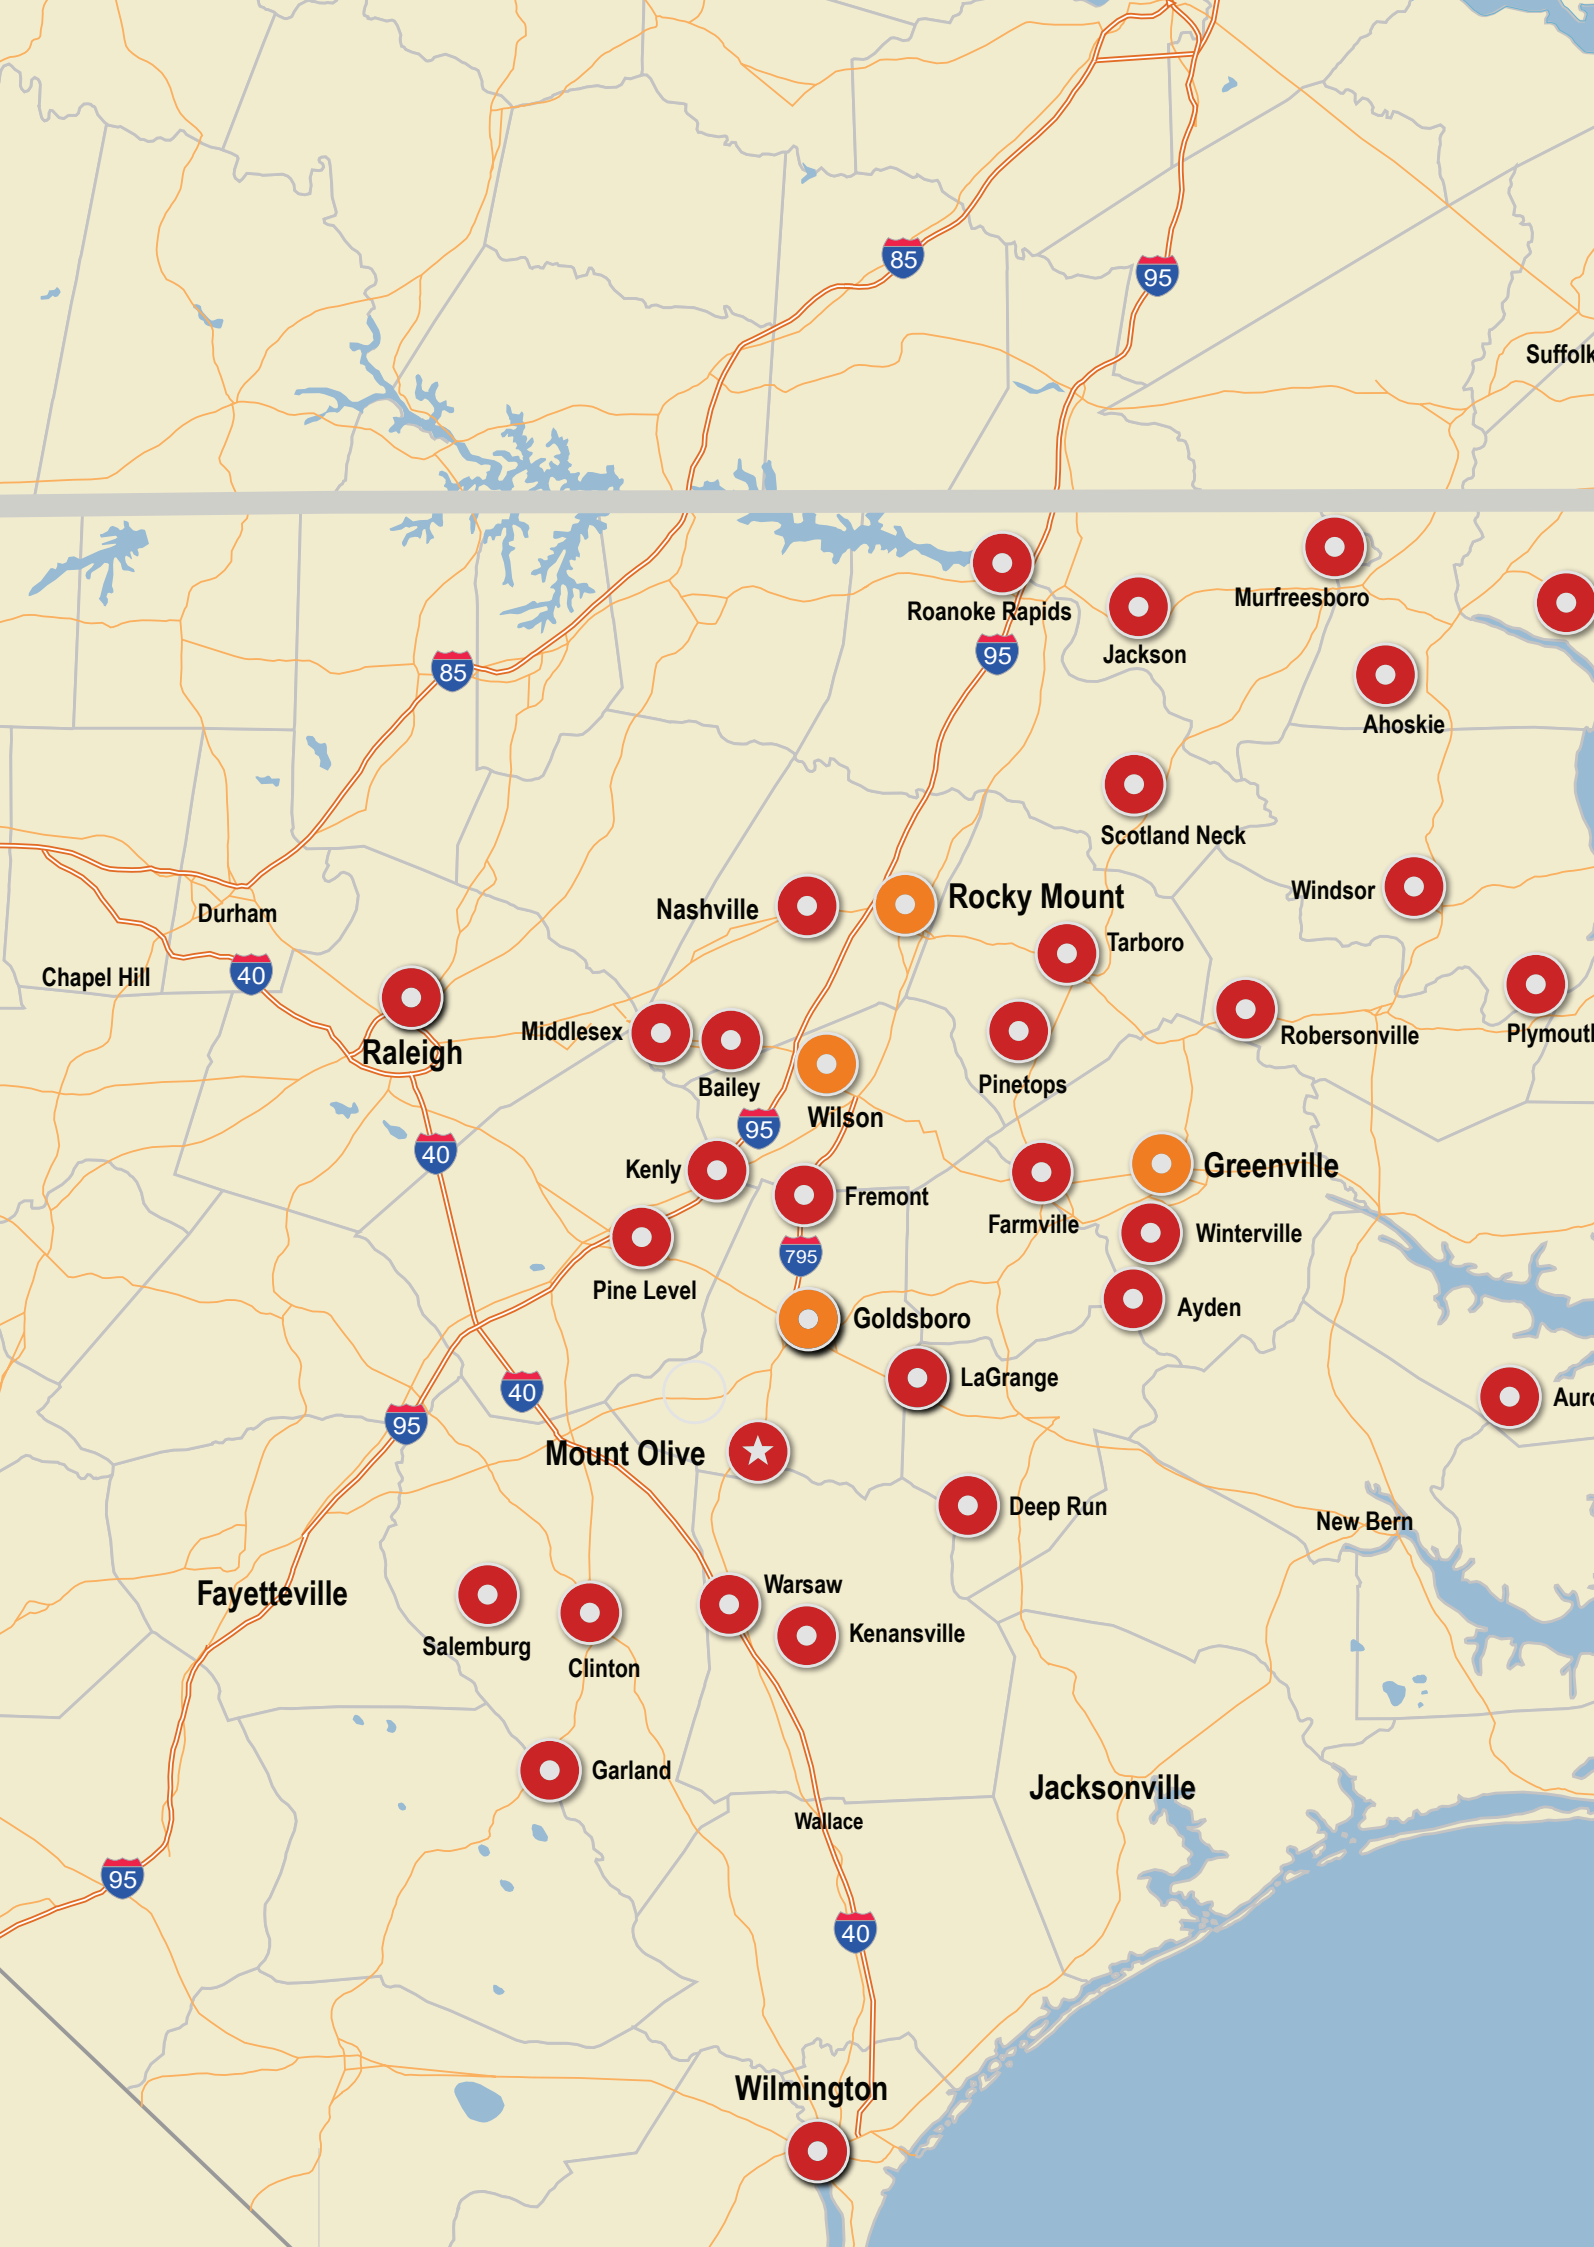 85
95
Suffolk
Roanoke Rapids
Murfreesboro
95
Jackson
85
Ahoskie
Scotland Neck
Nashville
Rocky Mount
Windsor
Durham
Tarboro
Chapel Hill
40
Middlesex
Robersonville
Plymouth
Raleigh
Bailey
Pinetops
Wilson
95
40
Kenly
Greenville
Fremont
Farmville
Winterville
795
Pine Level
Ayden
Goldsboro
LaGrange
40
Auro
95
Mount Olive
Deep Run
New Bern
Warsaw
Fayetteville
Kenansville
Salemburg
Clinton
Garland
Jacksonville
Wallace
95
40
Wilmington